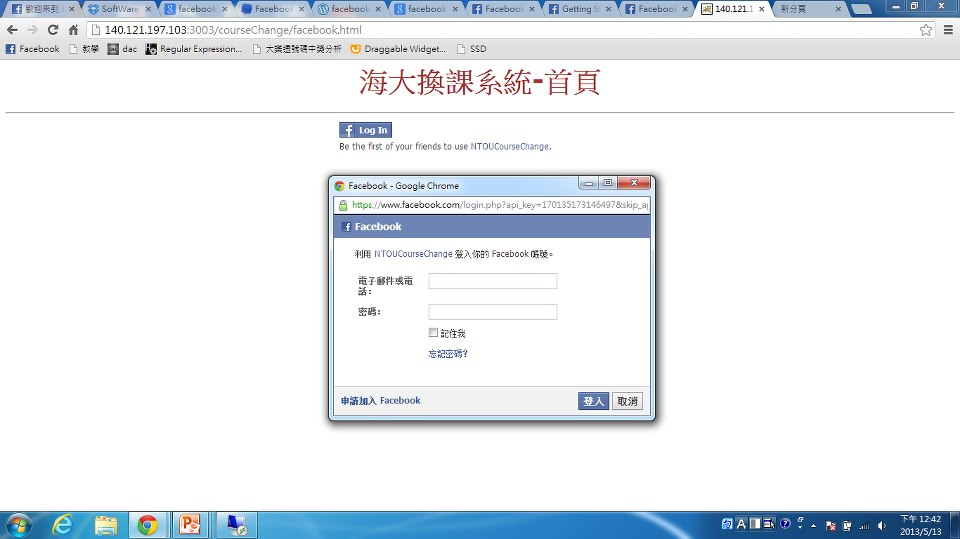 歡迎來到
SoftWare
facebook
Facebook
facebook
facebook
Facebook
Getting S
Facebook
140.121.1
新分頁
140.121.197.103:3003/courseChange/facebook.html
Facebook
教學
dac
Regular Expression...
大樂透號碼中獎分析
Draggable Widget...
SSD
海大換課系統-首頁
Log In
Be the first of your friends to use NTOUCourseChange.
Facebook - Google Chrome
https://www.facebook.com/login.php?api_key=170135173146497&skip_a
Facebook
利用 NTOUCourseChange 登入你的 Facebook 帳號。
電子郵件或電
話：
密碼：
記住我
忘記密碼?
申請加入 Facebook
登入
取消
下午 12:42
2013/5/13